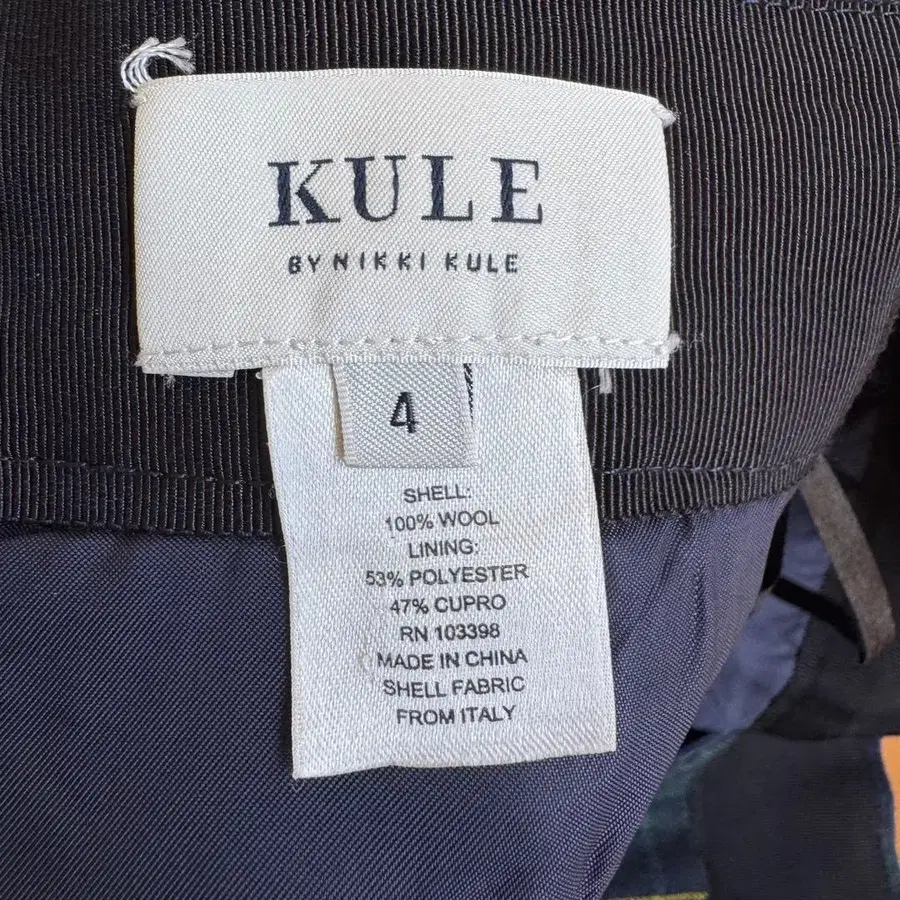 KULE
BY NIKKI KULE
4
SHELL:
100% WOOL
LINING:
53% POLYESTER
47% CUPRO
RN 103398
MADE IN CHINA
SHELL FABRIC
FROM ITALY